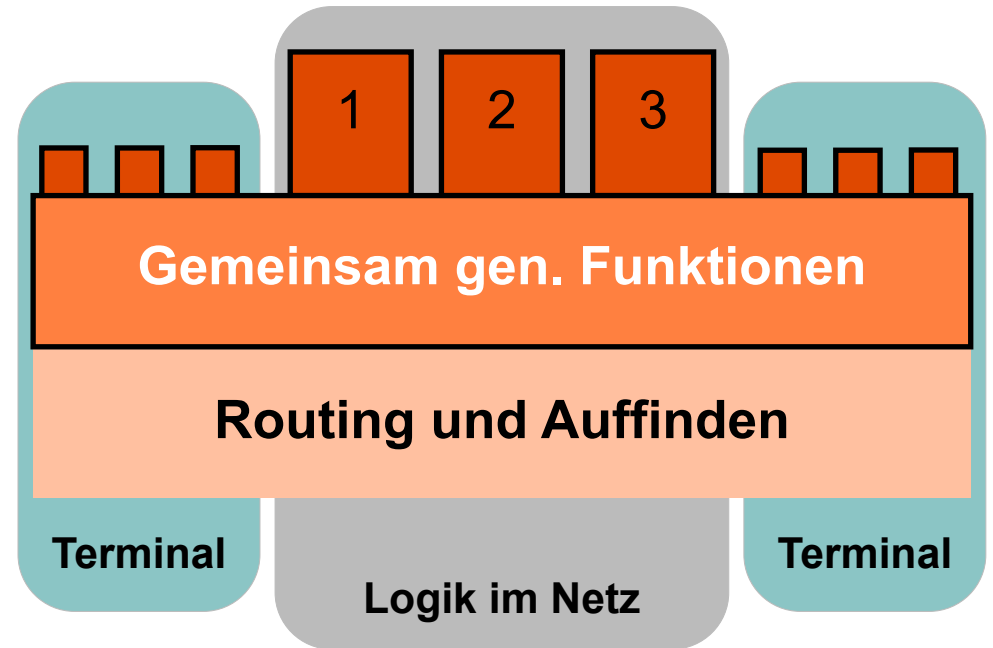 1 2 3
Gemeinsam gen. Funktionen
Routing und Auffinden
Terminal
Terminal
Logik im Netz